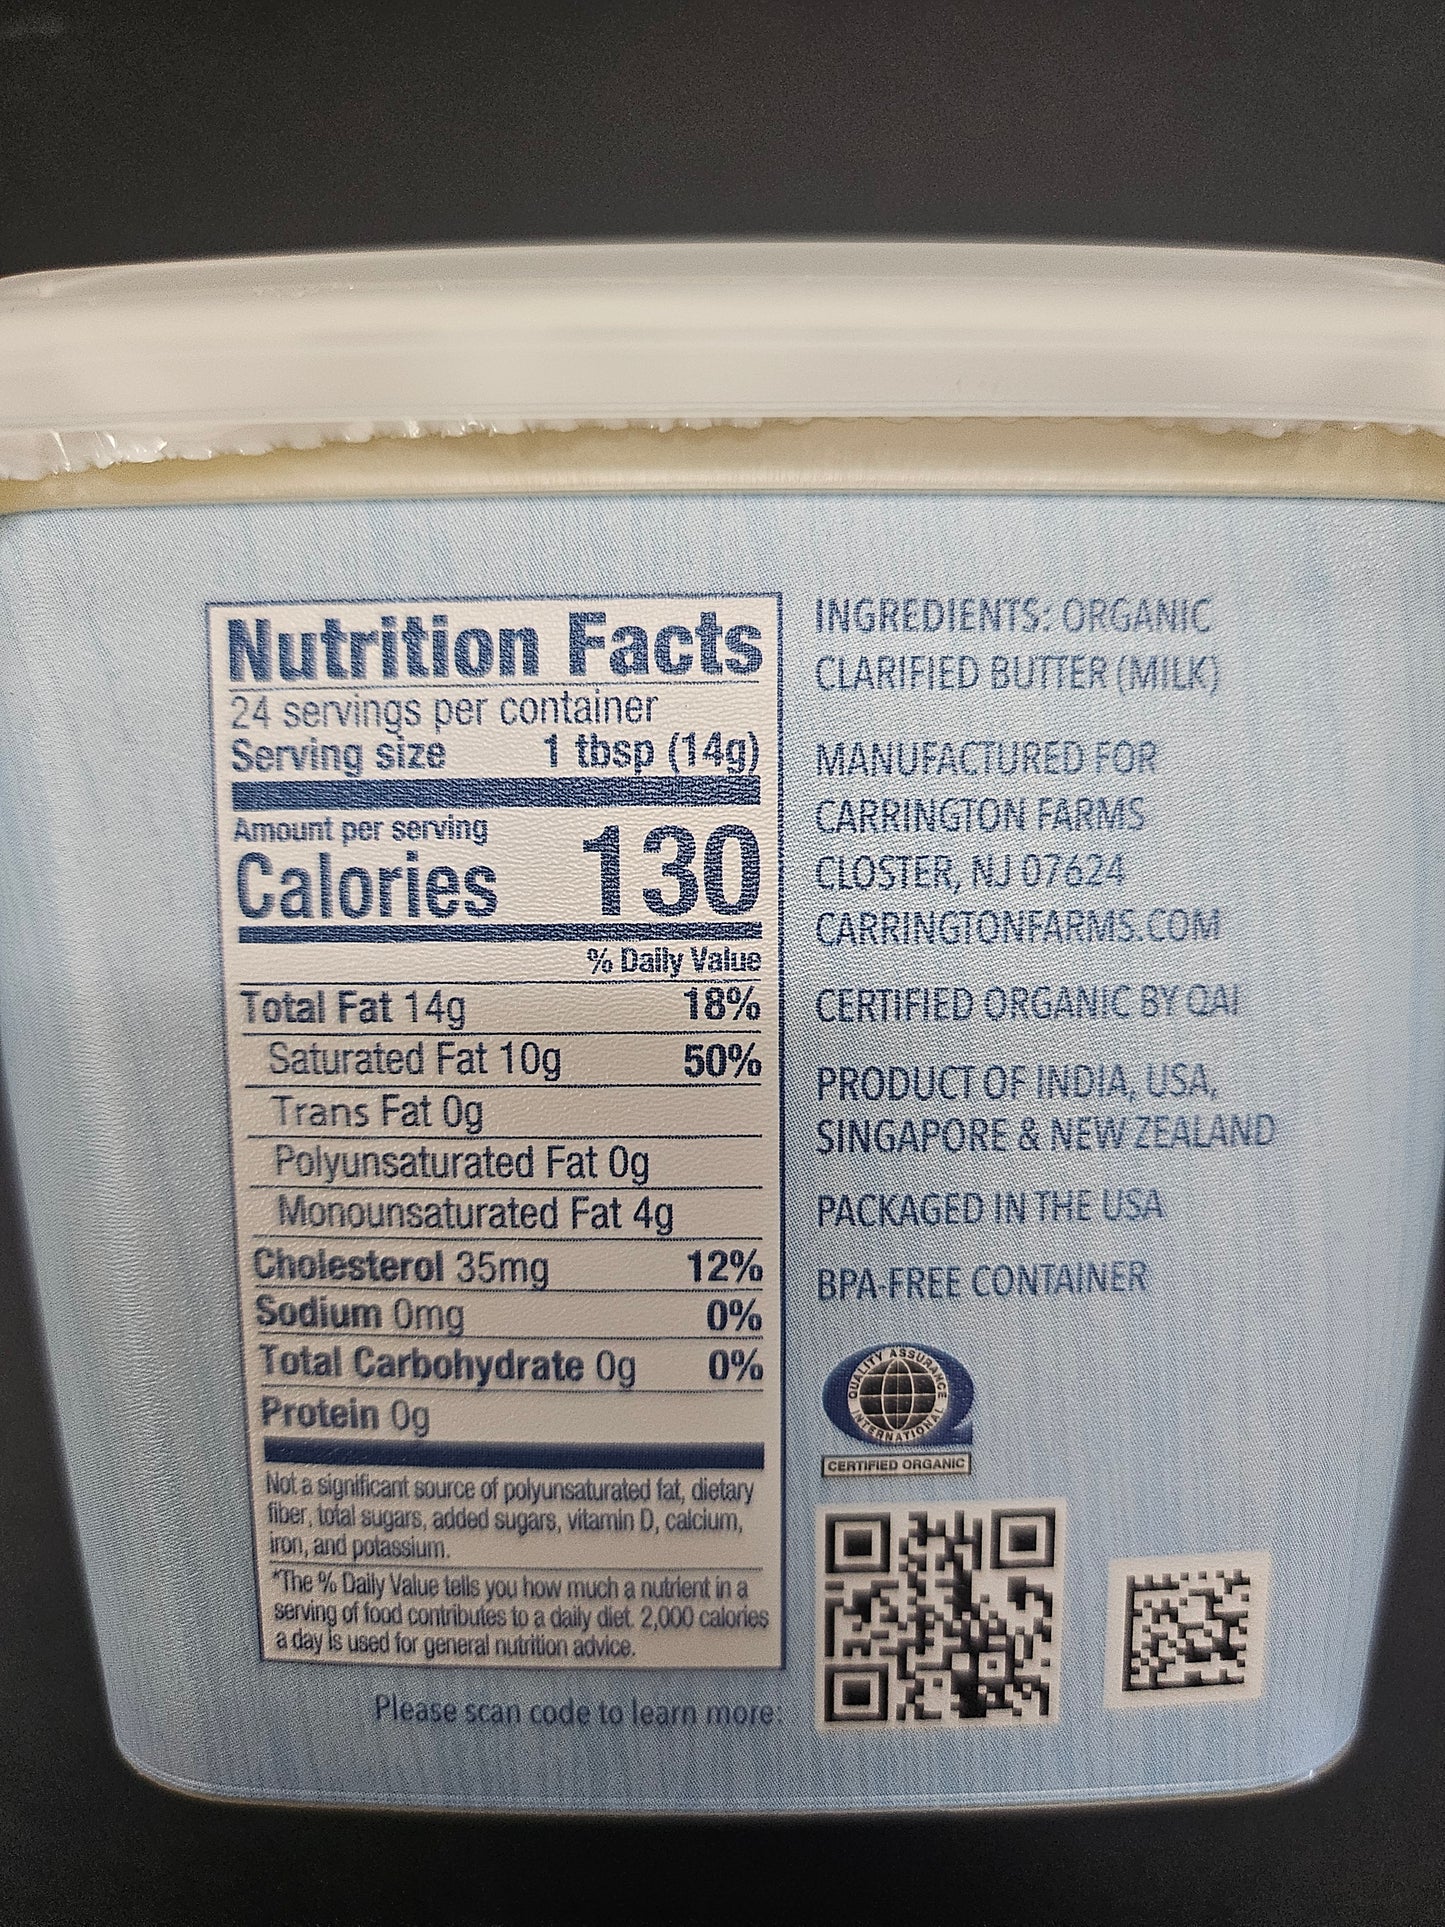 Nutrition Facts
24 servings per container
Serving size 1 tbsp (14g)
Amount per serving
Calories 130
% Daily Value
Total Fat 14g 18%
Saturated Fat 10g 50%
Trans Fat 0g
Polyunsaturated Fat 0g
Monounsaturated Fat 4g
Cholesterol 35mg 12%
Sodium 0mg 0%
Total Carbohydrate 0g 0%
Protein 0g
Not a significant source of polyunsaturated fat, dietary
fiber, total sugars, added sugars, vitamin D, calcium,
iron, and potassium.
*The % Daily Value tells you how much a nutrient in a
serving of food contributes to a daily diet. 2,000 calories
a day is used for general nutrition advice.
Please scan code to learn more:
INGREDIENTS: ORGANIC
CLARIFIED BUTTER (MILK)
MANUFACTURED FOR
CARRINGTON FARMS
CLOSTER, NJ 07624
CARRINGTONFARMS.COM
CERTIFIED ORGANIC BY QAI
PRODUCT OF INDIA, USA,
SINGAPORE & NEW ZEALAND
PACKAGED IN THE USA
BPA-FREE CONTAINER
QUALITY ASSURANCE
INTERNATIONAL
CERTIFIED ORGANIC